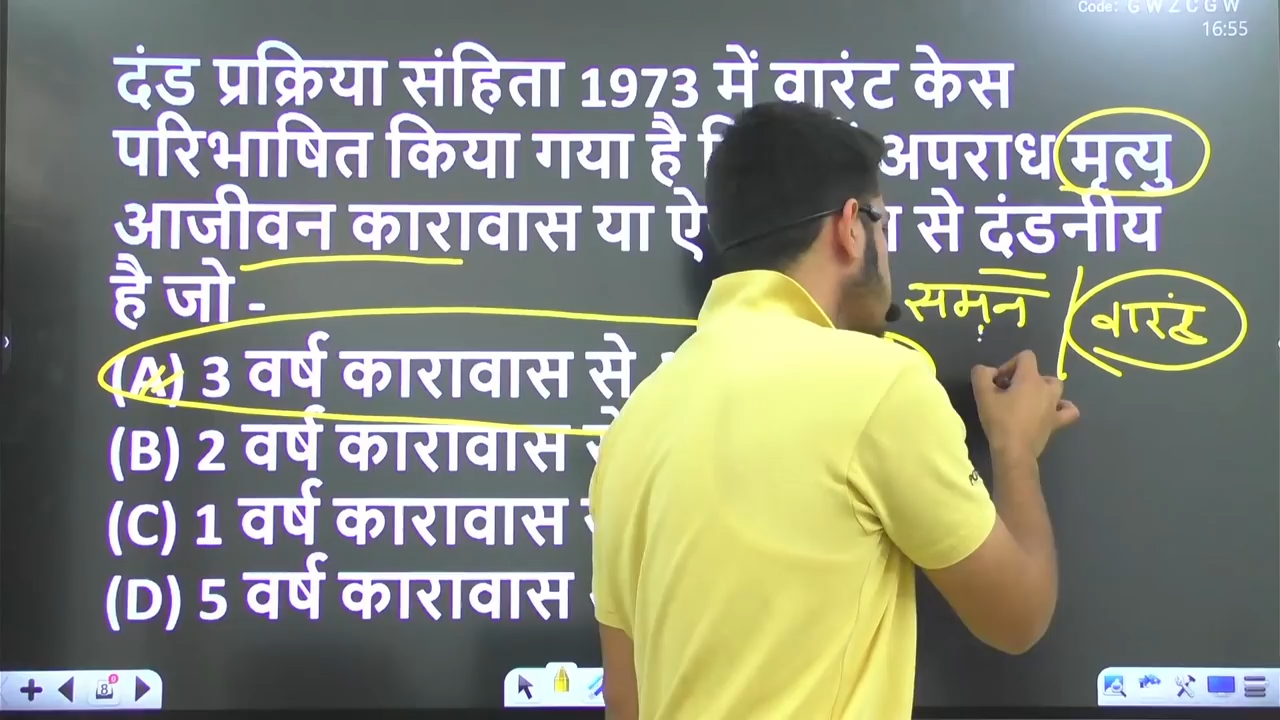 Code: G W Z C G W
16:55
दंड प्रक्रिया संहिता 1973 में वारंट केस
परिभाषित किया गया है अपराध मृत्यु
आजीवन कारावास या से दंडनीय
है जो -
समन वारंट
(A) 3 वर्ष कारावास से
(B) 2 वर्ष कारावास
(C) 1 वर्ष कारावास
(D) 5 वर्ष कारावास
8